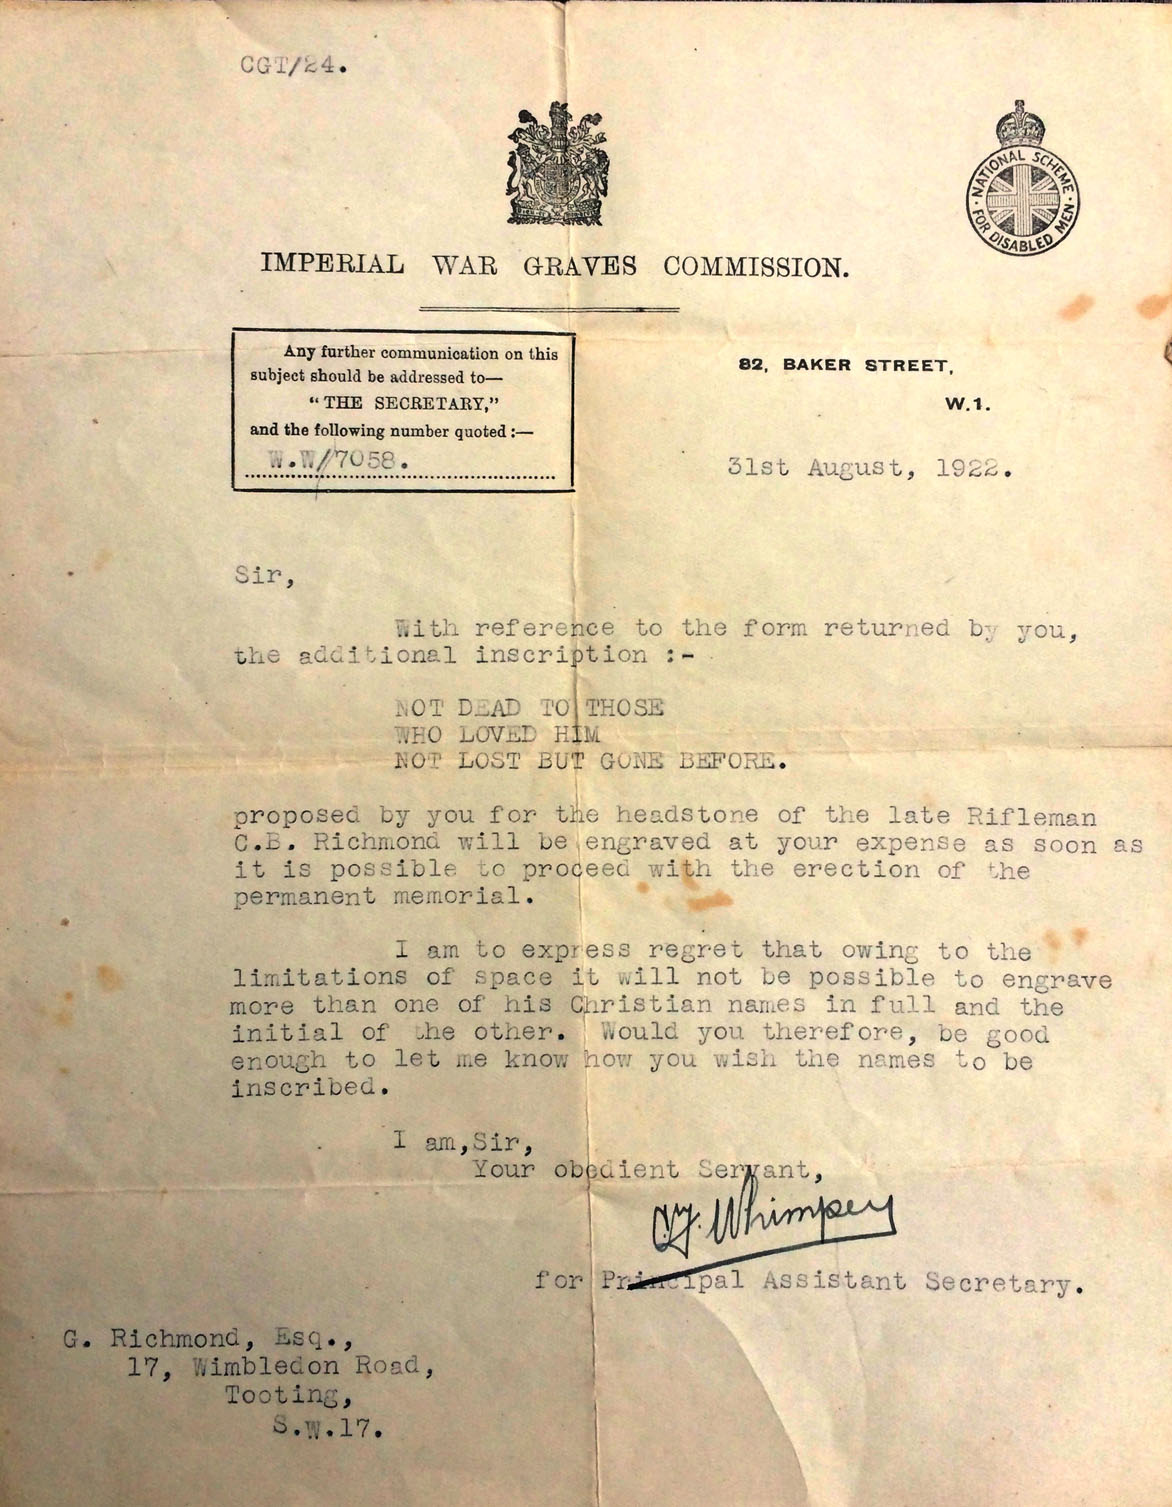 CGT/24.
NATIONAL SCHEME
FOR DISABLED MEN
IMPERIAL WAR GRAVES COMMISSION.
Any further communication on this
subject should be addressed to—
“THE SECRETARY,”
and the following number quoted:—
W.W/7058.
82, BAKER STREET,
W.1.
31st August, 1922.
Sir,
With reference to the form returned by you,
the additional inscription :-
NOT DEAD TO THOSE
WHO LOVED HIM
NOT LOST BUT GONE BEFORE.
proposed by you for the headstone of the late Rifleman
C.B. Richmond will be engraved at your expense as soon as
it is possible to proceed with the erection of the
permanent memorial.
I am to express regret that owing to the
limitations of space it will not be possible to engrave
more than one of his Christian names in full and the
initial of the other. Would you therefore, be good
enough to let me know how you wish the names to be
inscribed.
I am,Sir,
Your obedient Servant,
Whimpey
for Principal Assistant Secretary.
G. Richmond, Esq.,
17, Wimbledon Road,
Tooting,
S.W.17.